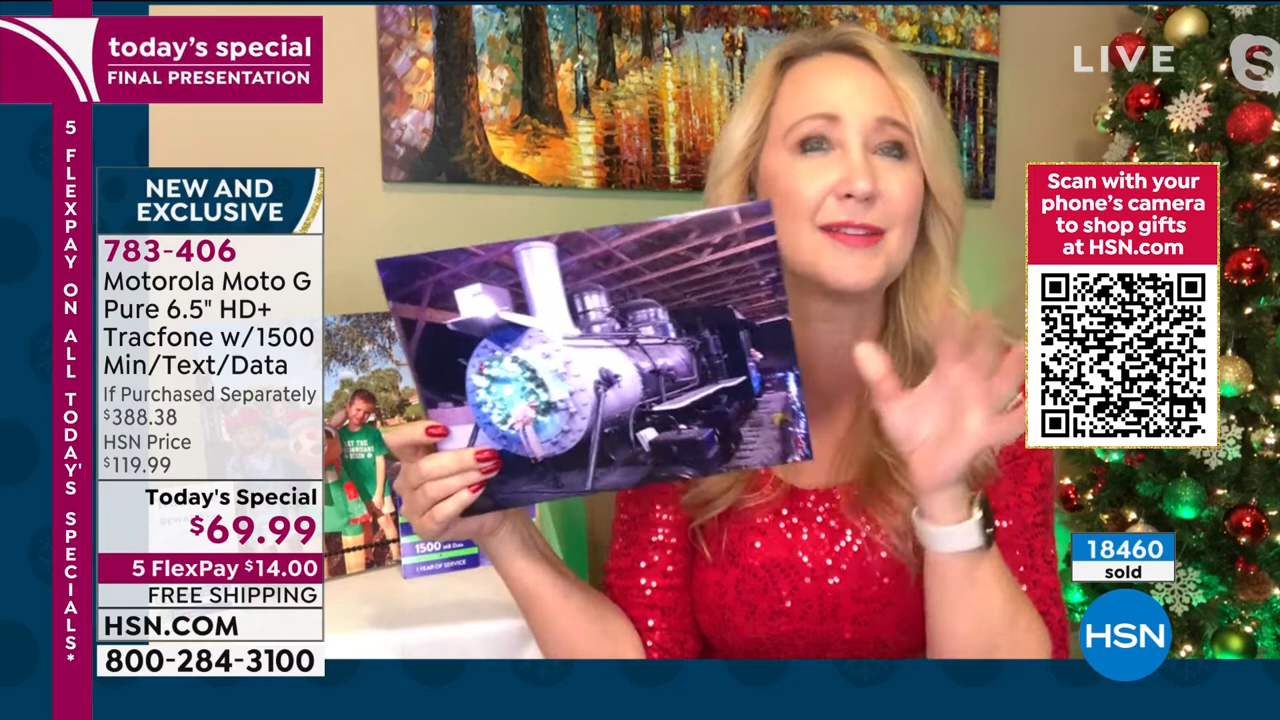 today's special
FINAL PRESENTATION
5 FLEXPAY ON ALL TODAY'S SPECIALS*
NEW AND
EXCLUSIVE
783-406
Motorola Moto G
Pure 6.5" HD+
Tracfone w/1500
Min/Text/Data
If Purchased Separately
$388.38
HSN Price
$119.99
Today's Special
$69.99
5 FlexPay $14.00
FREE SHIPPING
HSN.COM
800-284-3100
1500
1 YEAR OF SERVICE
LIVE
S
Scan with your
phone's camera
to shop gifts
at HSN.com
18460
sold
HSN